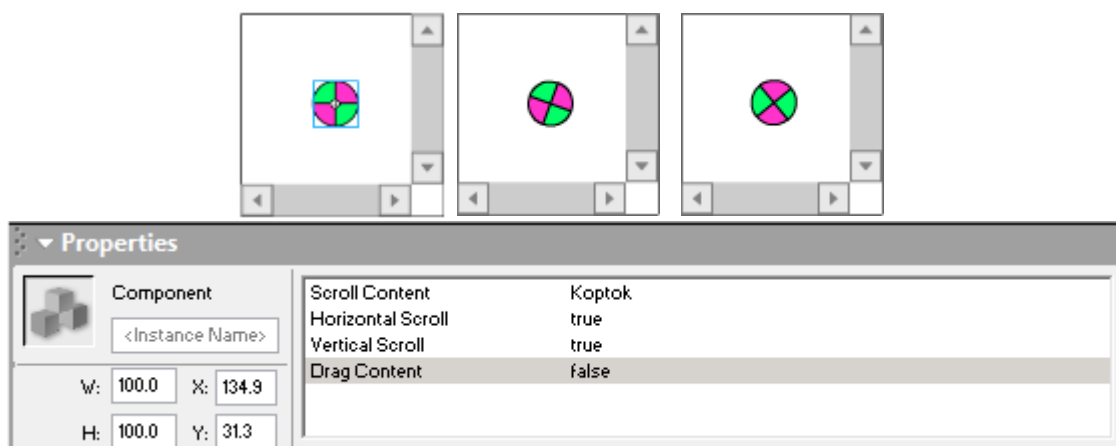 Properties
Component
<Instance Name>
W: 100.0 X: 134.9
H: 100.0 Y: 31.3
Scroll Content Koptok
Horizontal Scroll true
Vertical Scroll true
Drag Content false